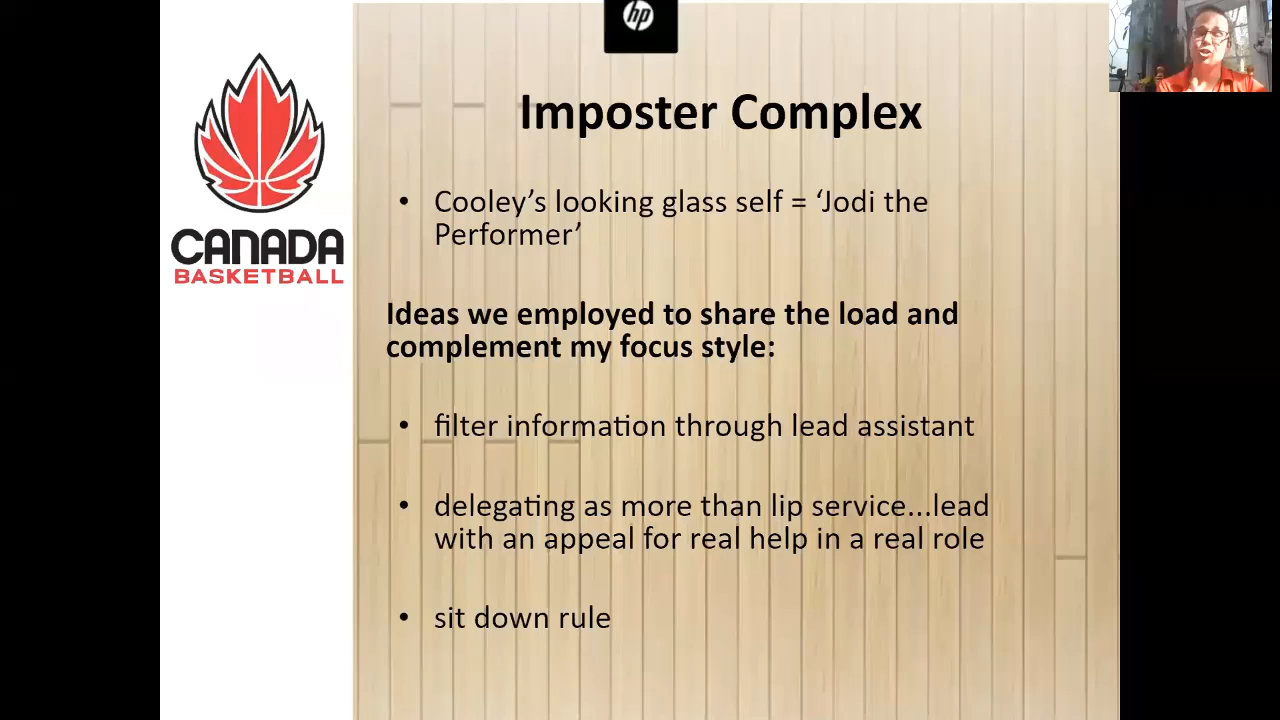 hp
Imposter Complex
CANADA
BASKETBALL
• Cooley’s looking glass self = ‘Jodi the
Performer’
Ideas we employed to share the load and
complement my focus style:
• filter information through lead assistant
• delegating as more than lip service...lead
with an appeal for real help in a real role
• sit down rule